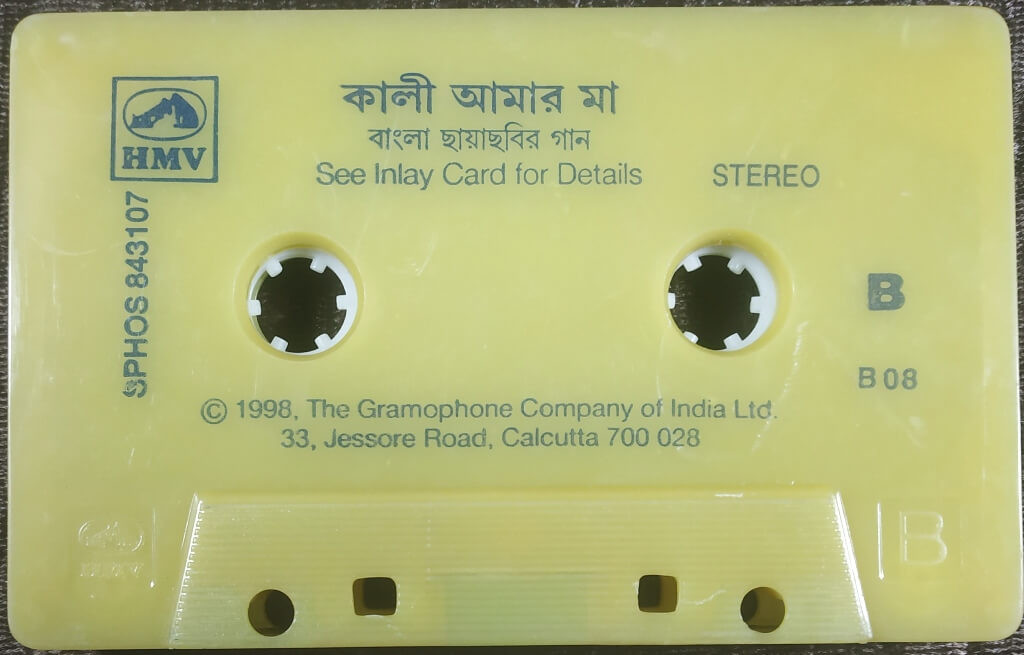 কালী আমার মা
বাংলা ছায়াছবির গান
See Inlay Card for Details
STEREO
HMV
SPHOS 843107
B
B 08
© 1998, The Gramophone Company of India Ltd.
33, Jessore Road, Calcutta 700 028
HMV
B